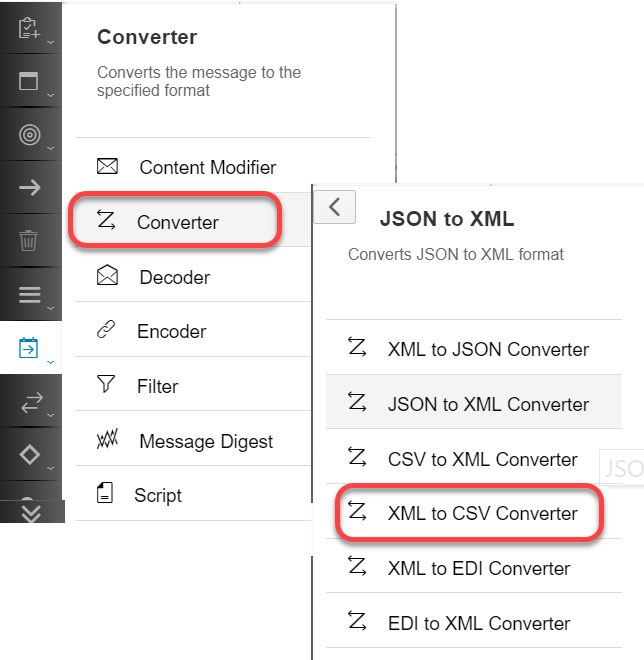 Converter
Converts the message to the
specified format
Content Modifier
Converter
Decoder
Encoder
Filter
Message Digest
Script
JSON to XML
Converts JSON to XML format
XML to JSON Converter
JSON to XML Converter
CSV to XML Converter
JSO
XML to CSV Converter
XML to EDI Converter
EDI to XML Converter